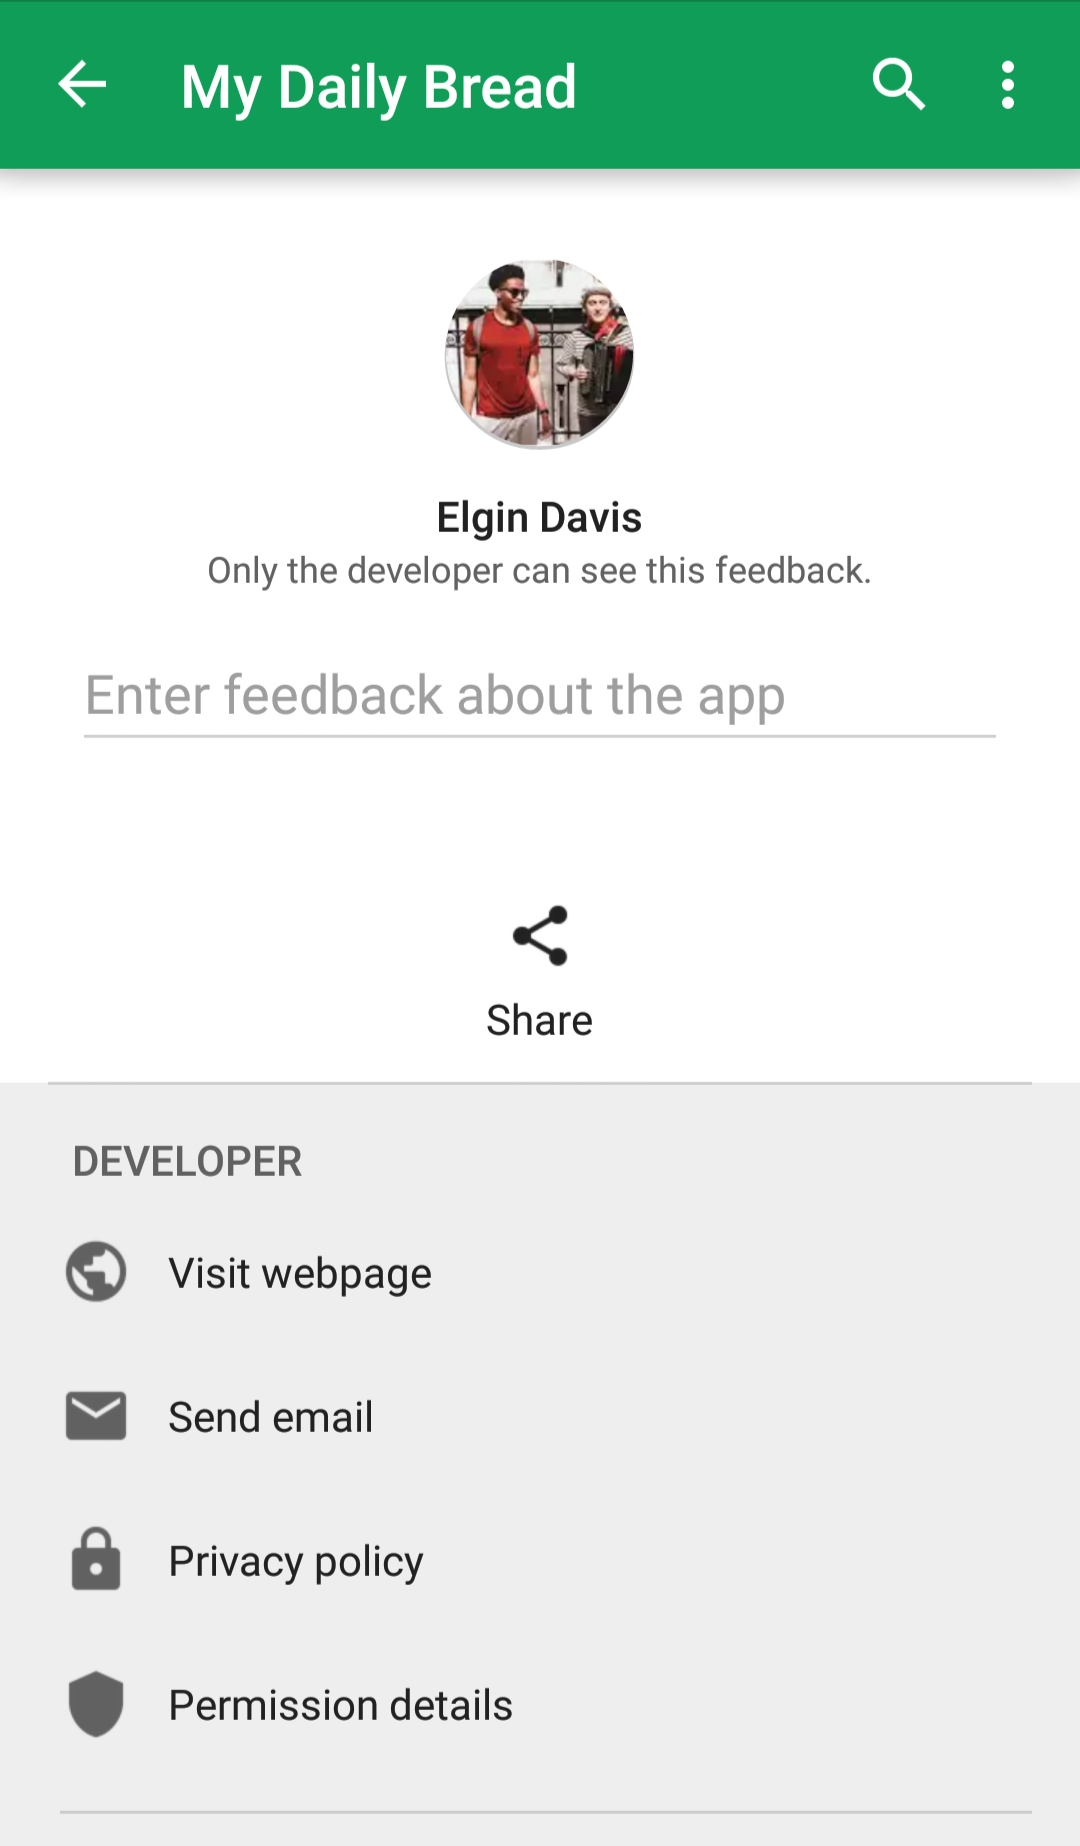 My Daily Bread
Elgin Davis
Only the developer can see this feedback.
Enter feedback about the app
Share
DEVELOPER
Visit webpage
Send email
Privacy policy
Permission details